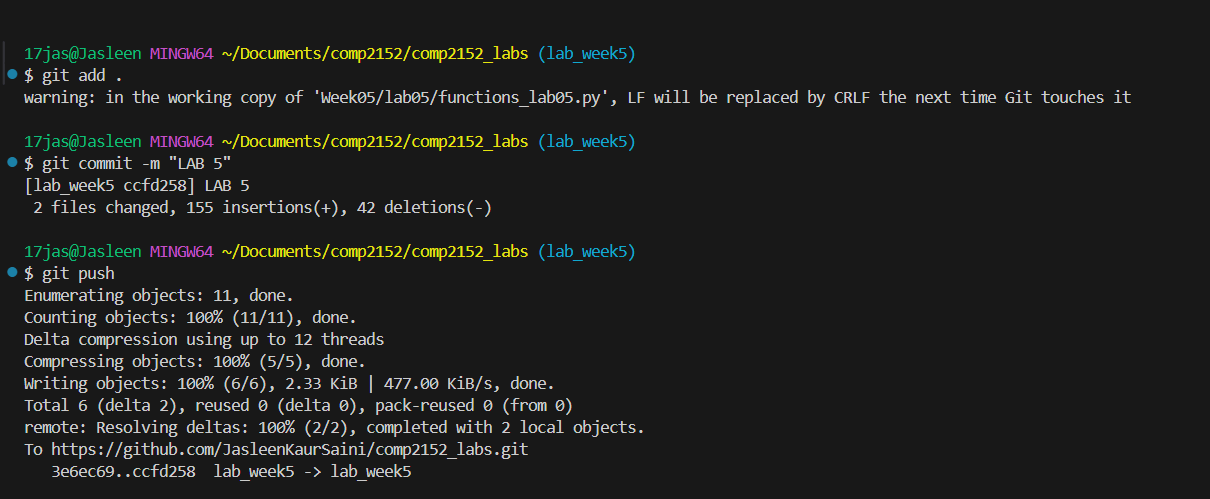 17jas@Jasleen MINGW64 ~/Documents/comp2152/comp2152_labs (lab_week5)
$ git add .
warning: in the working copy of 'Week05/lab05/functions_lab05.py', LF will be replaced by CRLF the next time Git touches it
17jas@Jasleen MINGW64 ~/Documents/comp2152/comp2152_labs (lab_week5)
$ git commit -m "LAB 5"
[lab_week5 ccfd258] LAB 5
 2 files changed, 155 insertions(+), 42 deletions(-)
17jas@Jasleen MINGW64 ~/Documents/comp2152/comp2152_labs (lab_week5)
$ git push
Enumerating objects: 11, done.
Counting objects: 100% (11/11), done.
Delta compression using up to 12 threads
Compressing objects: 100% (5/5), done.
Writing objects: 100% (6/6), 2.33 KiB | 477.00 KiB/s, done.
Total 6 (delta 2), reused 0 (delta 0), pack-reused 0 (from 0)
remote: Resolving deltas: 100% (2/2), completed with 2 local objects.
To https://github.com/JasleenKaurSaini/comp2152_labs.git
   3e6ec69..ccfd258  lab_week5 -> lab_week5